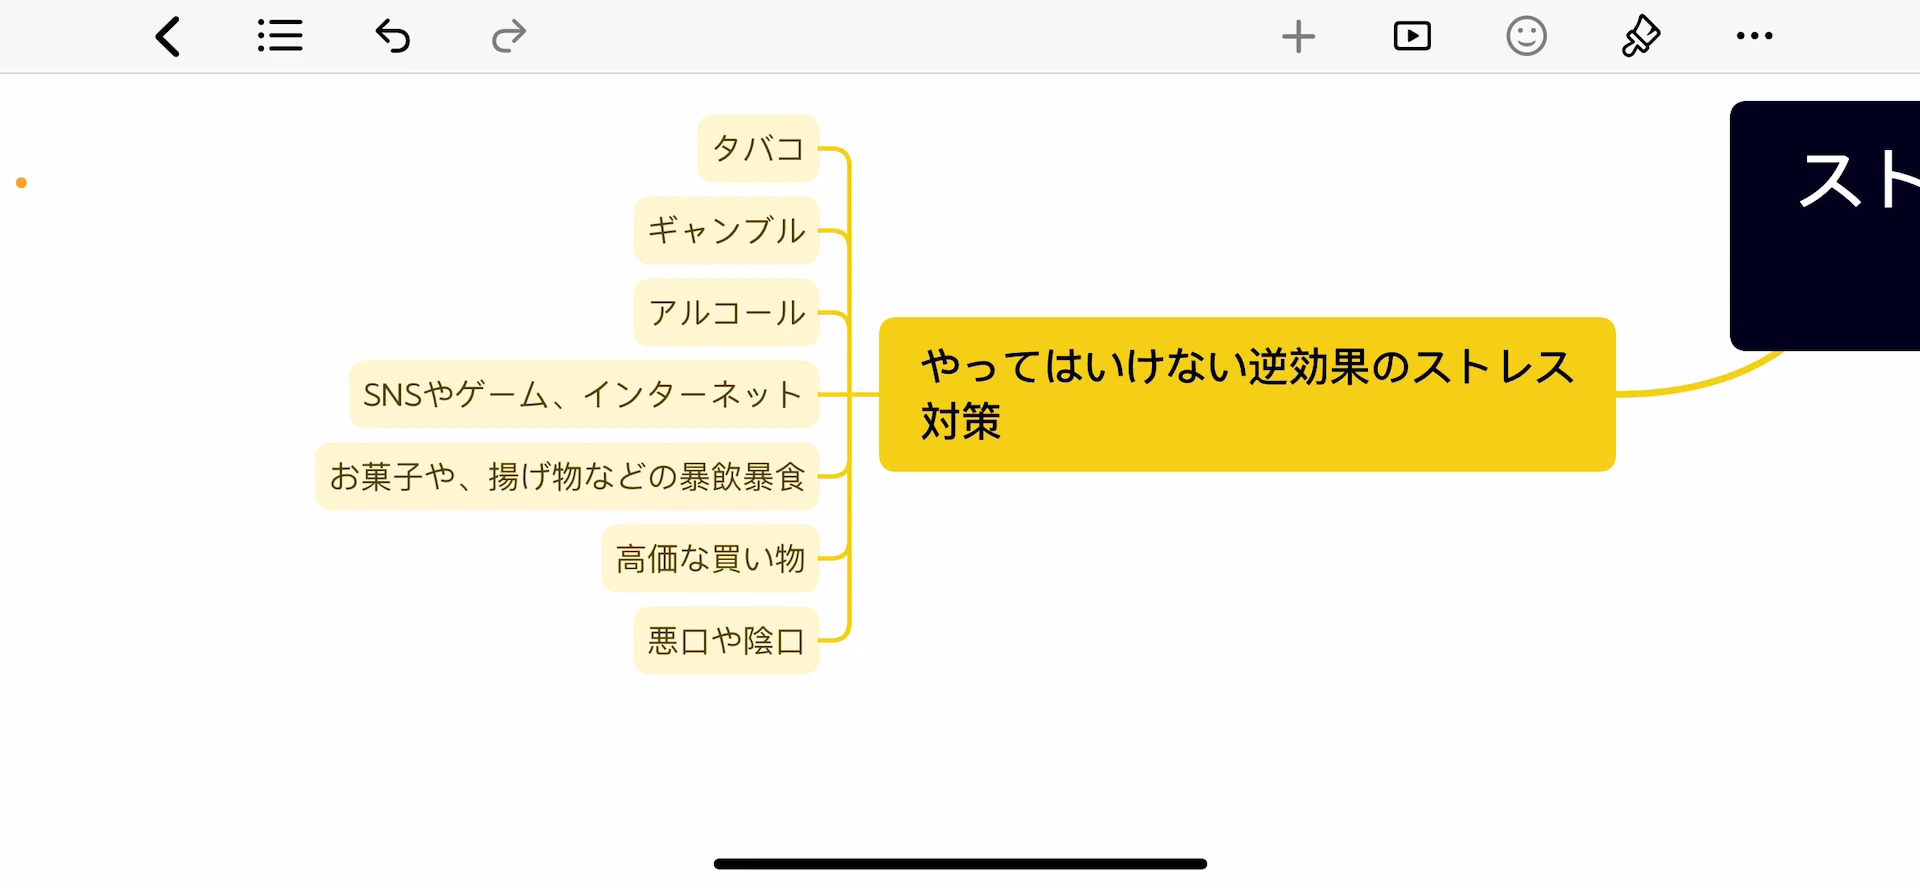 タバコ
ギャンブル
アルコール
SNSやゲーム、インターネット
お菓子や、揚げ物などの暴飲暴食
高価な買い物
悪口や陰口
やってはいけない逆効果のストレス
対策
スト